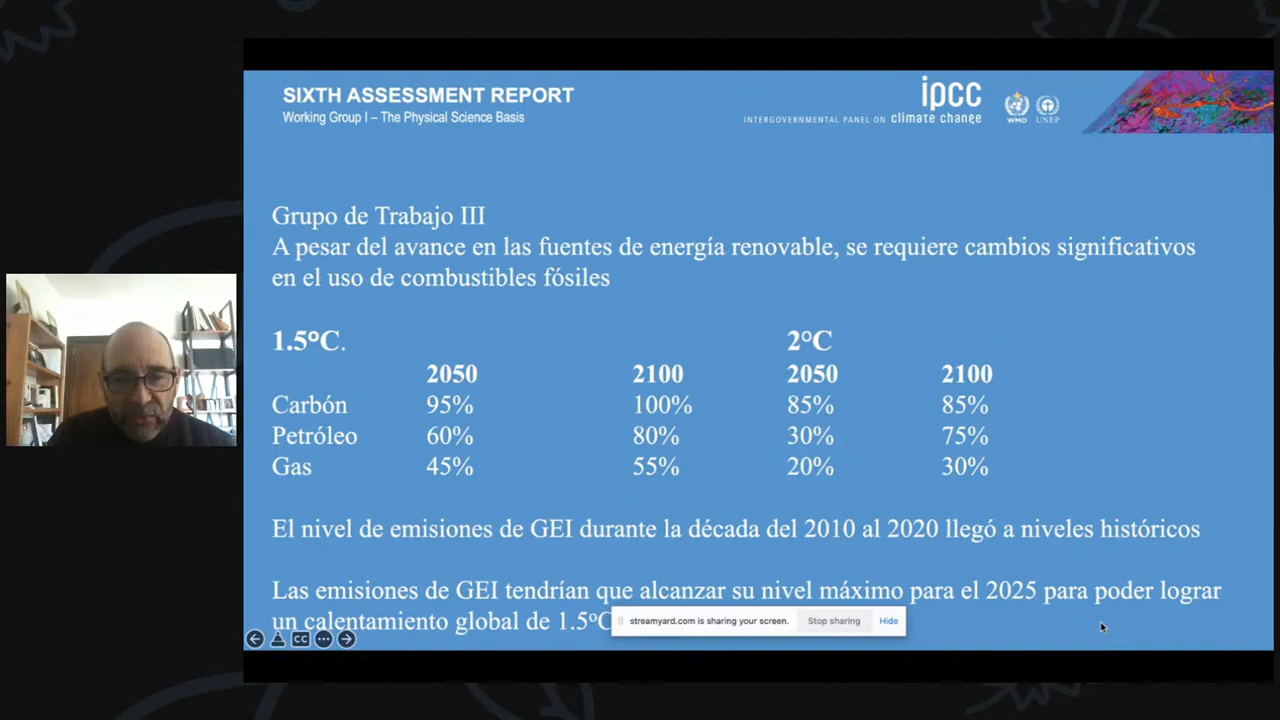 SIXTH ASSESSMENT REPORT
Working Group I – The Physical Science Basis
ipcc
INTERGOVERNMENTAL PANEL ON climate change
WMO UNEP
Grupo de Trabajo III
A pesar del avance en las fuentes de energía renovable, se requiere cambios significativos
en el uso de combustibles fósiles
1.5ºC. 2ºC
2050 2100 2050 2100
Carbón 95% 100% 85% 85%
Petróleo 60% 80% 30% 75%
Gas 45% 55% 20% 30%
El nivel de emisiones de GEI durante la década del 2010 al 2020 llegó a niveles históricos
Las emisiones de GEI tendrían que alcanzar su nivel máximo para el 2025 para poder lograr
un calentamiento global de 1.5ºC
streamyard.com is sharing your screen. Stop sharing Hide
CC